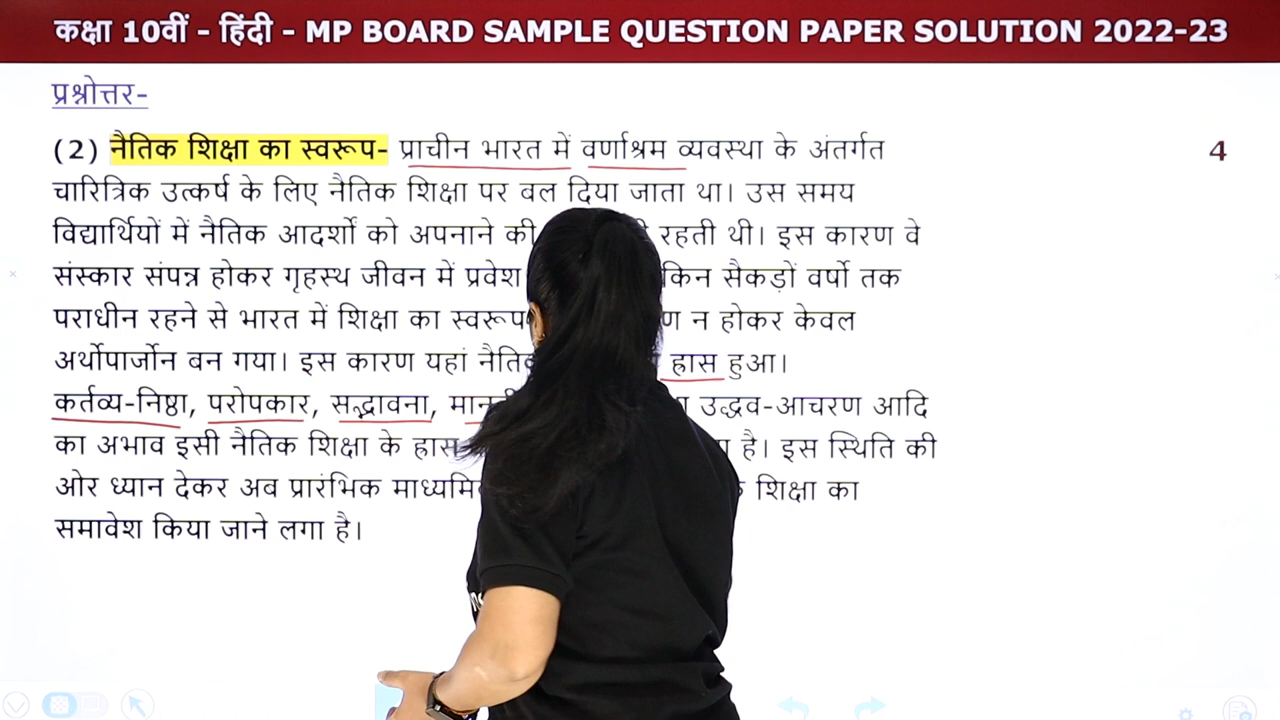 कक्षा 10वीं - हिंदी - MP BOARD SAMPLE QUESTION PAPER SOLUTION 2022-23
प्रश्नोत्तर-
(2) नैतिक शिक्षा का स्वरूप- प्राचीन भारत में वर्णाश्रम व्यवस्था के अंतर्गत 4
चारित्रिक उत्कर्ष के लिए नैतिक शिक्षा पर बल दिया जाता था। उस समय
विद्यार्थियों में नैतिक आदर्शों को अपनाने की रहती थी। इस कारण वे
संस्कार संपन्न होकर गृहस्थ जीवन में प्रवेश सैकड़ों वर्षो तक
पराधीन रहने से भारत में शिक्षा का स्वरूप न होकर केवल
अर्थोपार्जोन बन गया। इस कारण यहां ह्रास हुआ।
कर्तव्य-निष्ठा, परोपकार, सद्भावना, उद्धव-आचरण आदि
का अभाव इसी नैतिक शिक्षा के ह्रास है। इस स्थिति की
ओर ध्यान देकर अब प्रारंभिक शिक्षा का
समावेश किया जाने लगा है।